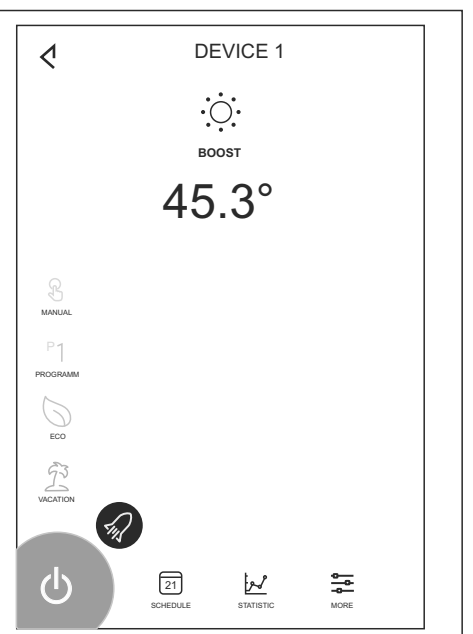 DEVICE 1
BOOST
45.3°
MANUAL
P1
PROGRAMM
ECO
VACATION
21
SCHEDULE
STATISTIC
MORE